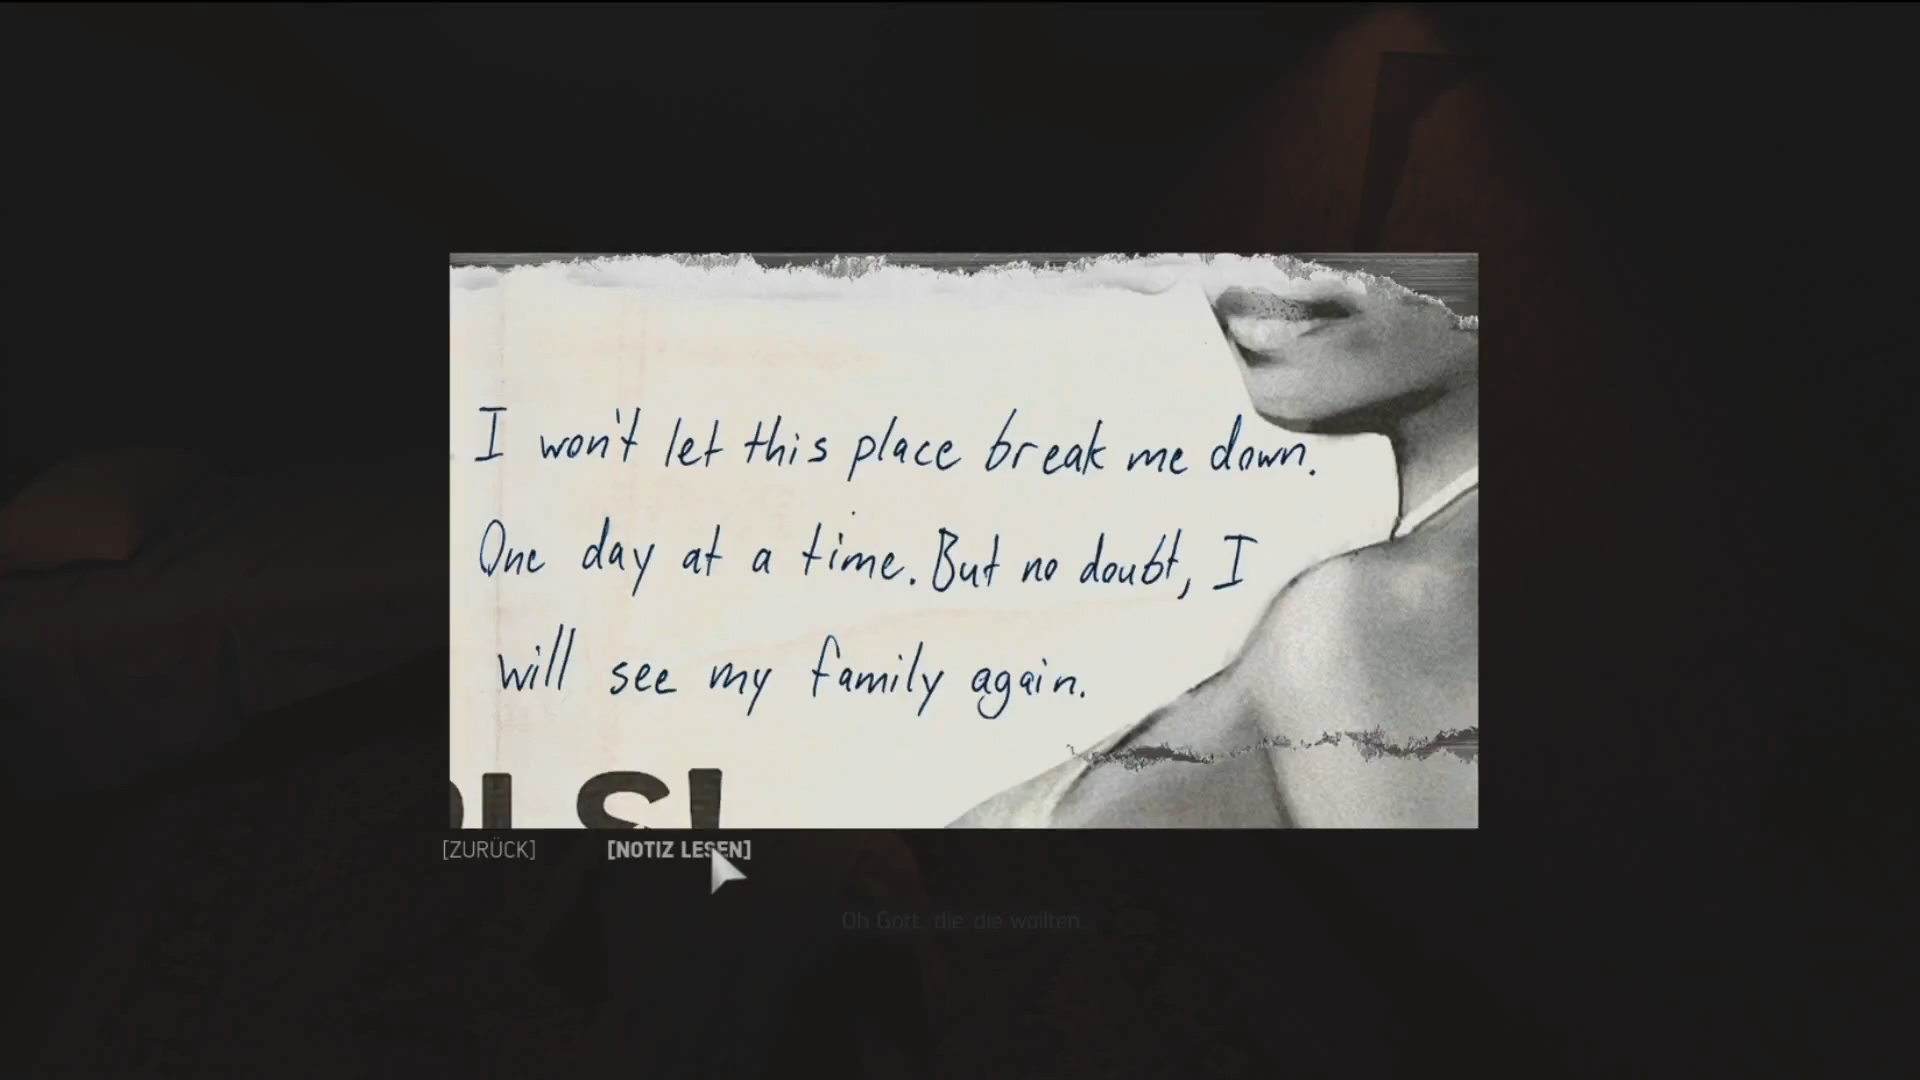 I won't let this place break me down.
One day at a time. But no doubt, I
will see my family again.
LS!
[ZURÜCK] [NOTIZ LESEN]
Oh Gott, die die wollten